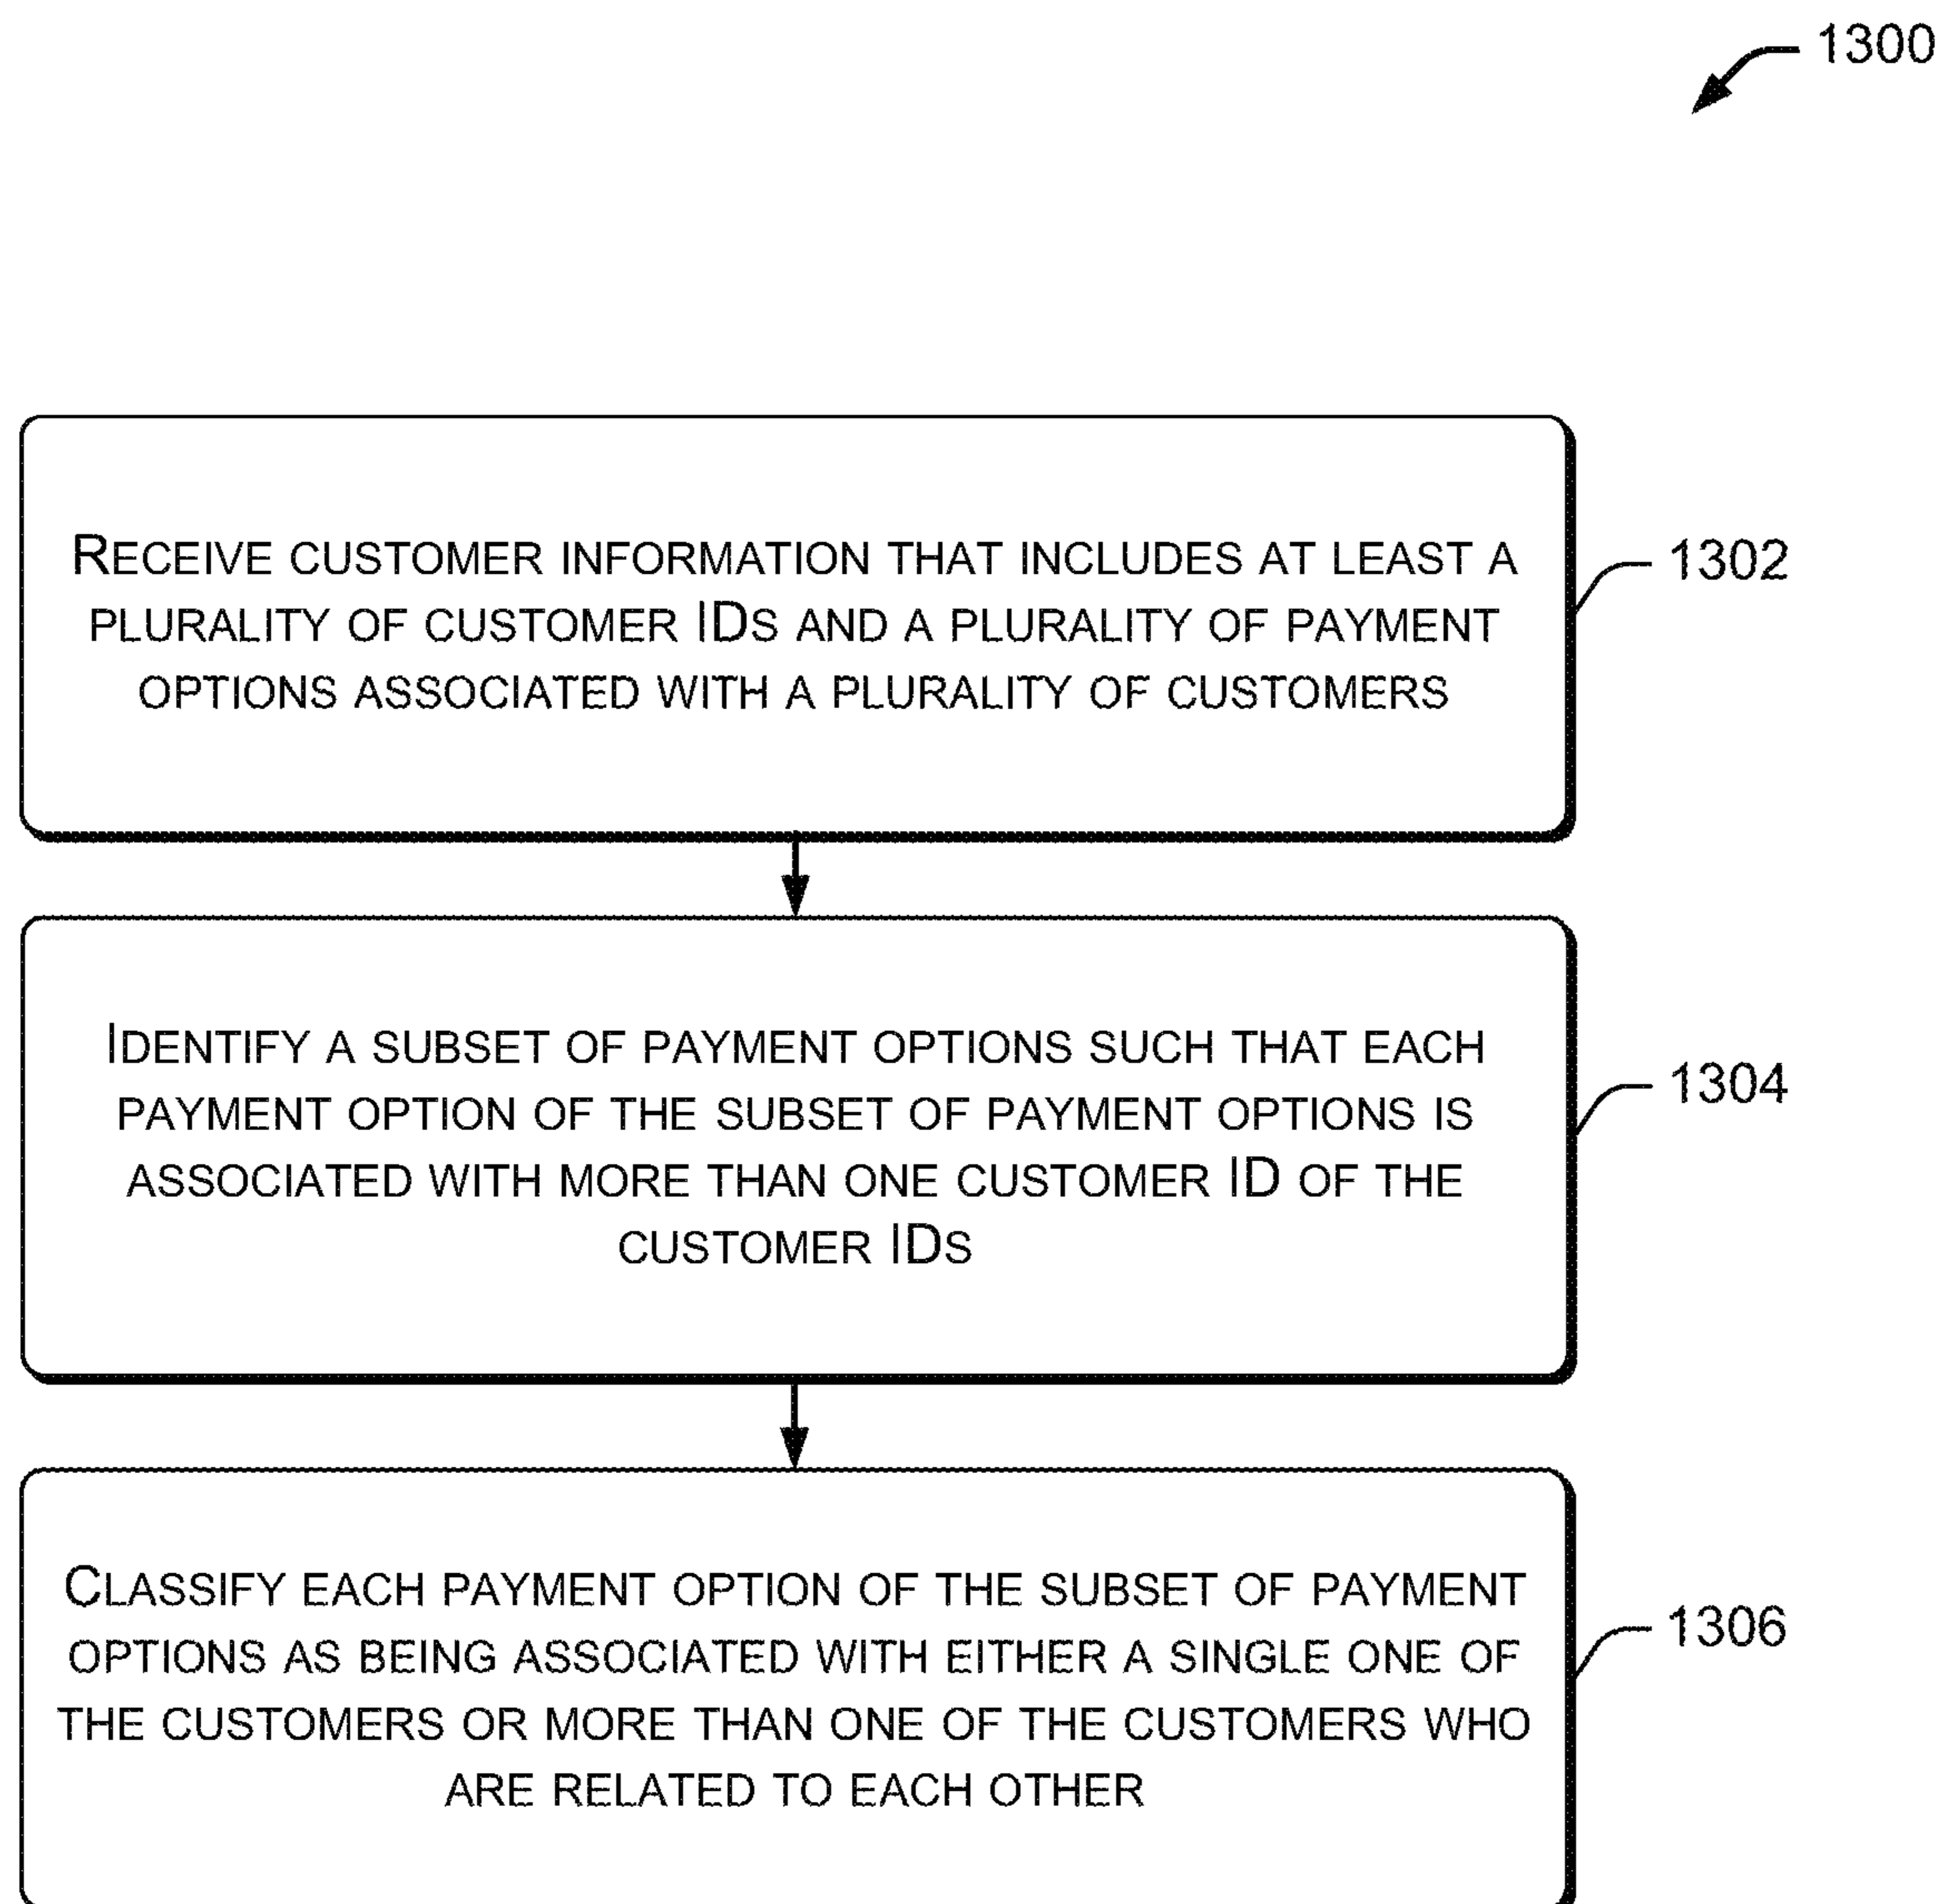 1300
RECEIVE CUSTOMER INFORMATION THAT INCLUDES AT LEAST A
PLURALITY OF CUSTOMER IDS AND A PLURALITY OF PAYMENT
OPTIONS ASSOCIATED WITH A PLURALITY OF CUSTOMERS
1302
IDENTIFY A SUBSET OF PAYMENT OPTIONS SUCH THAT EACH
PAYMENT OPTION OF THE SUBSET OF PAYMENT OPTIONS IS
ASSOCIATED WITH MORE THAN ONE CUSTOMER ID OF THE
CUSTOMER IDS
1304
CLASSIFY EACH PAYMENT OPTION OF THE SUBSET OF PAYMENT
OPTIONS AS BEING ASSOCIATED WITH EITHER A SINGLE ONE OF
THE CUSTOMERS OR MORE THAN ONE OF THE CUSTOMERS WHO
ARE RELATED TO EACH OTHER
1306